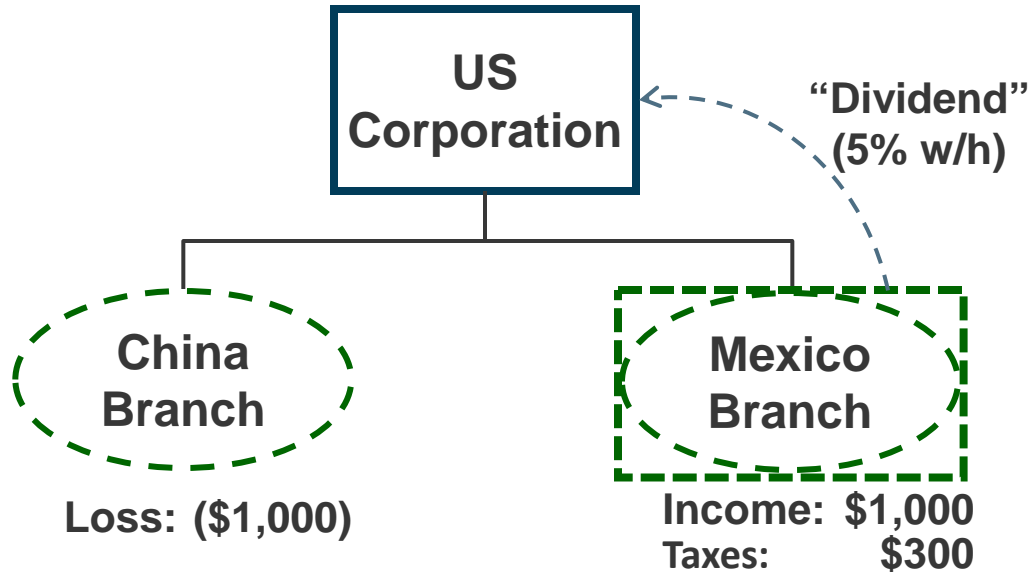 US
Corporation
“Dividend”
(5% w/h)
China
Branch
Mexico
Branch
Loss: ($1,000)
Income: $1,000
Taxes: $300